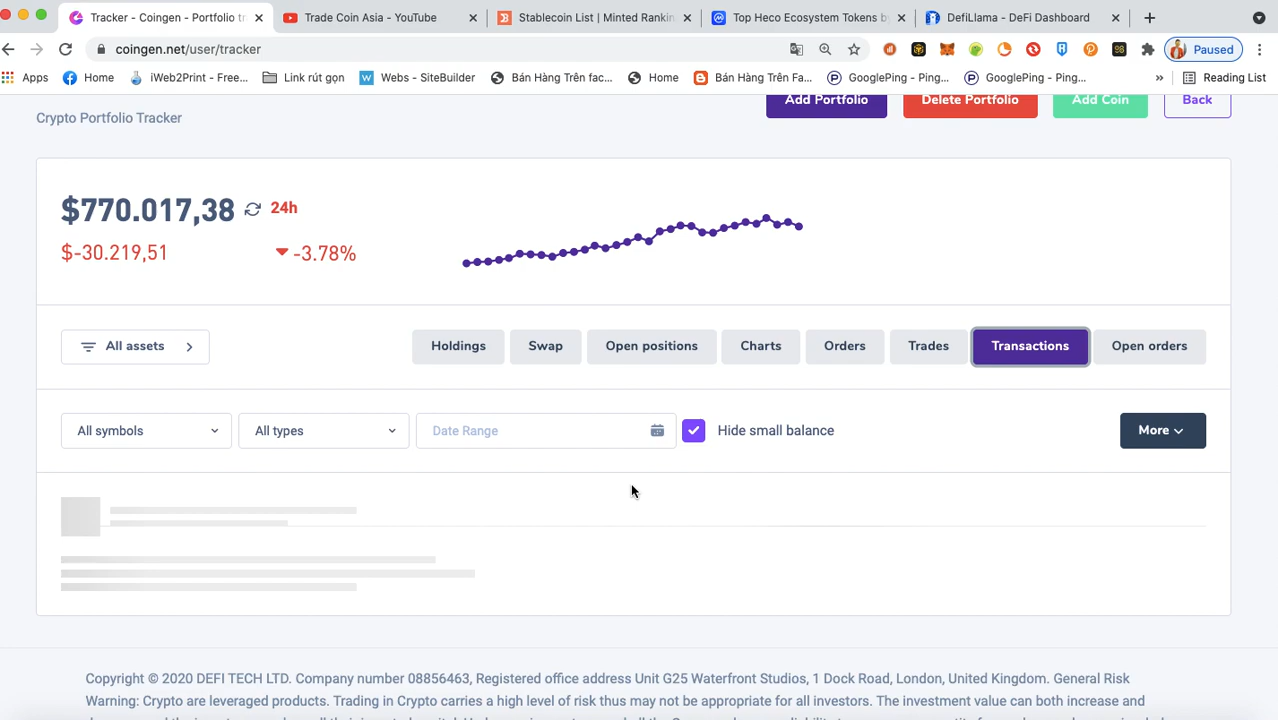 Tracker - Coingen - Portfolio tr
Trade Coin Asia - YouTube
Stablecoin List | Minted Rankin
Top Heco Ecosystem Tokens by
DefiLlama - DeFi Dashboard
coingen.net/user/tracker
Paused
Apps
Home
iWeb2Print - Free...
Link rút gọn
Webs - SiteBuilder
Bán Hàng Trên fac...
Home
Bán Hàng Trên Fa...
GooglePing - Ping...
GooglePing - Ping...
Reading List
Crypto Portfolio Tracker
Add Portfolio
Delete Portfolio
Add Coin
Back
$770.017,38
24h
$-30.219,51
-3.78%
All assets
Holdings
Swap
Open positions
Charts
Orders
Trades
Transactions
Open orders
All symbols
All types
Date Range
Hide small balance
More
Copyright © 2020 DEFI TECH LTD. Company number 08856463, Registered office address Unit G25 Waterfront Studios, 1 Dock Road, London, United Kingdom. General Risk
Warning: Crypto are leveraged products. Trading in Crypto carries a high level of risk thus may not be appropriate for all investors. The investment value can both increase and